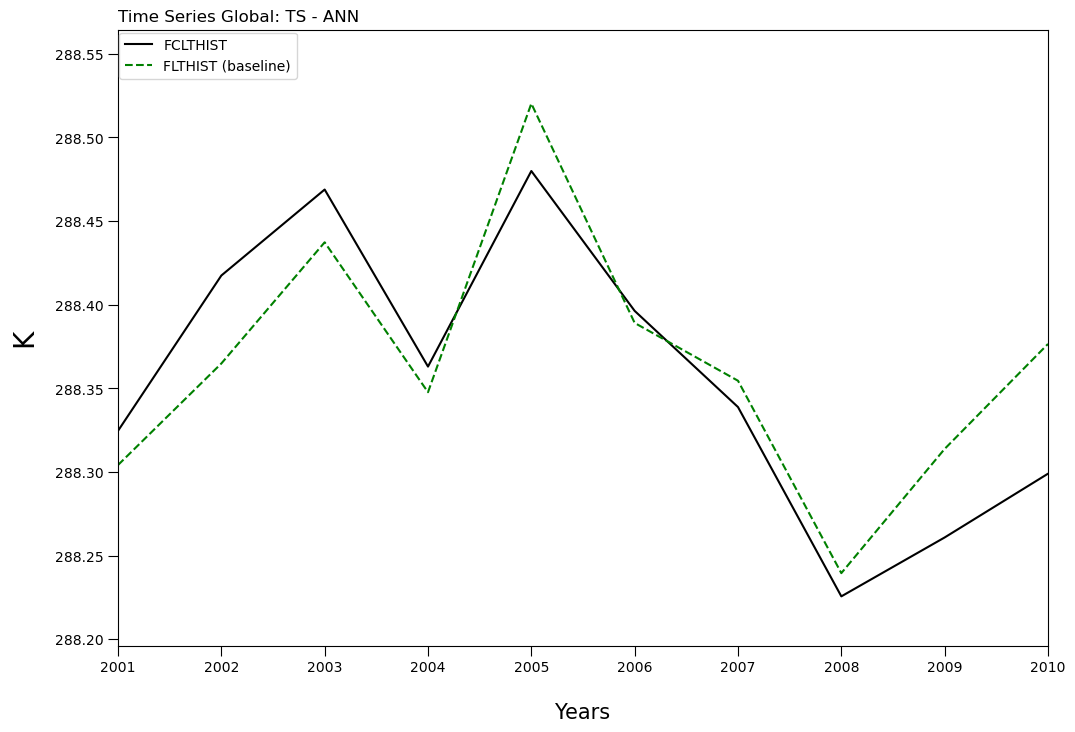 Time Series Global: TS - ANN
FCLTHIST
FLTHIST (baseline)
288.55
288.50
288.45
288.40
288.35
288.30
288.25
288.20
K
2001 2002 2003 2004 2005 2006 2007 2008 2009 2010
Years